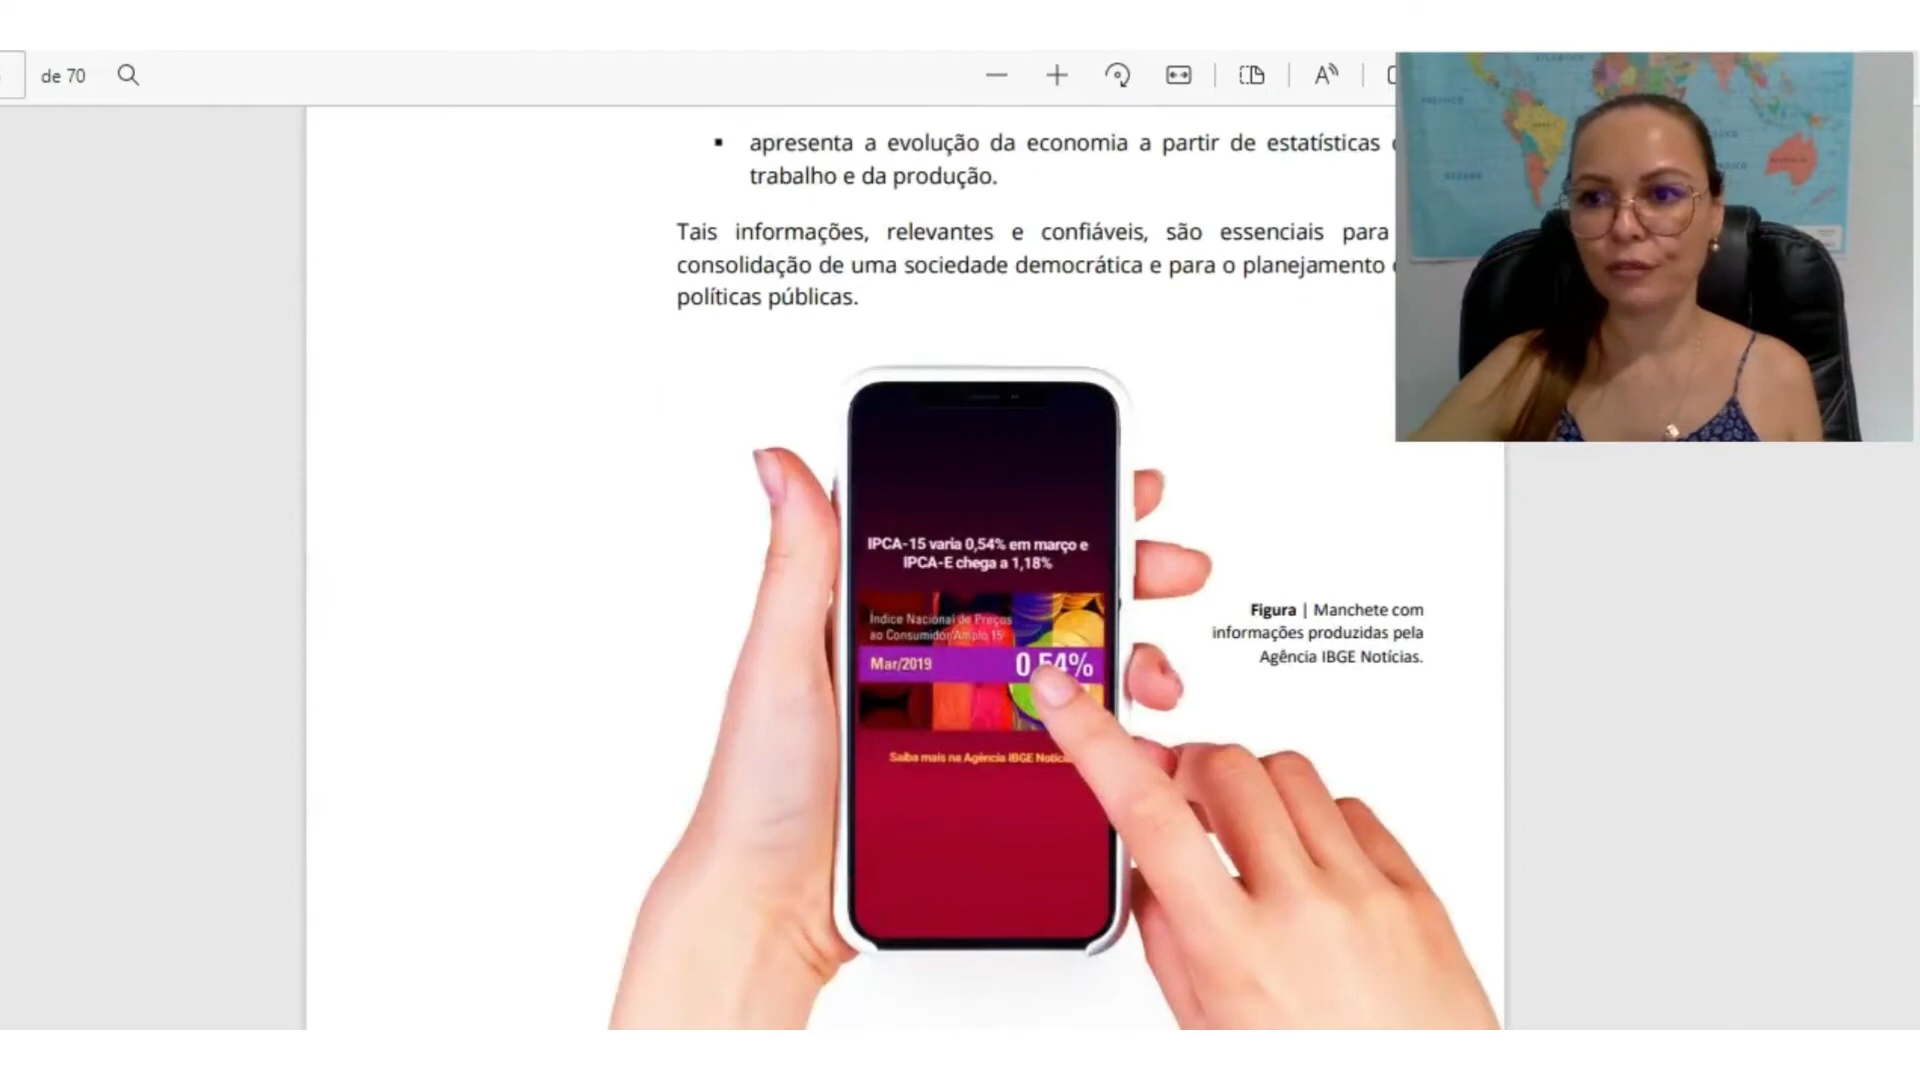 de 70
▪ apresenta a evolução da economia a partir de estatísticas
trabalho e da produção.
Tais informações, relevantes e confiáveis, são essenciais para
consolidação de uma sociedade democrática e para o planejamento
políticas públicas.
IPCA-15 varia 0,54% em março e
IPCA-E chega a 1,18%
Índice Nacional de Preços
ao Consumidor Amplo 15
Mar/2019 0,54%
Saiba mais na Agência IBGE
Figura | Manchete com
informações produzidas pela
Agência IBGE Notícias.